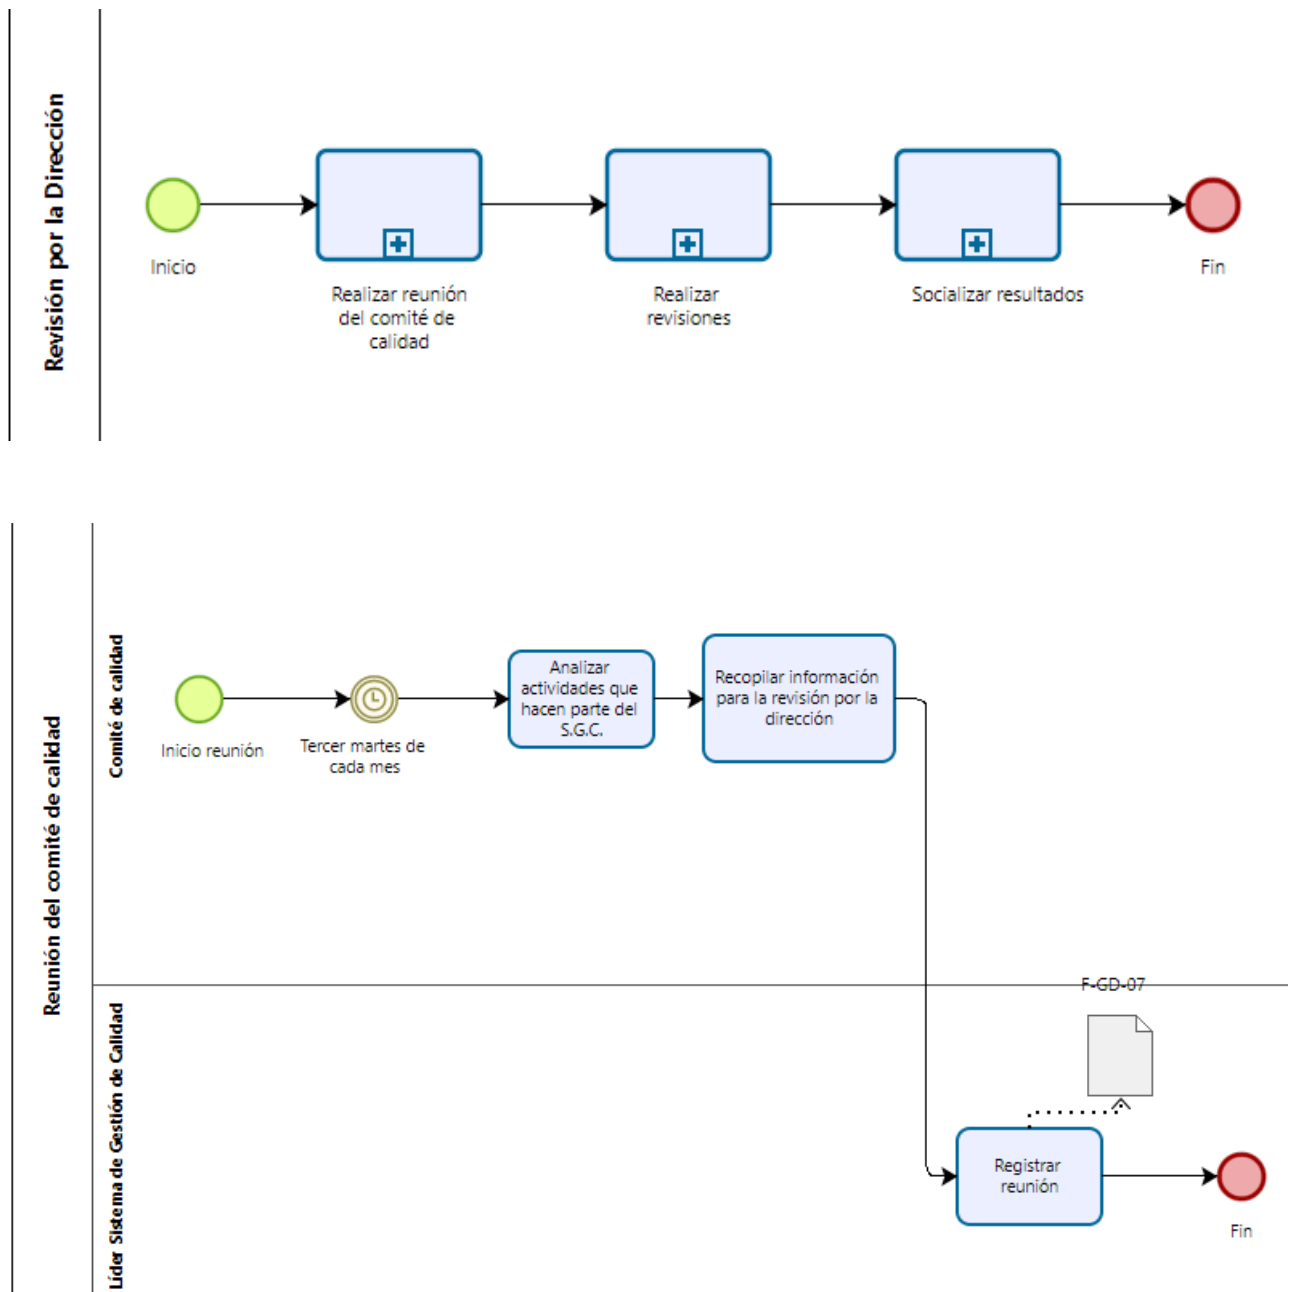 Revisión por la Dirección
Inicio
Realizar reunión
del comité de
calidad
Realizar
revisiones
Socializar resultados
Fin
Reunión del comité de calidad
Comité de calidad
Inicio reunión
Tercer martes de
cada mes
Analizar
actividades que
hacen parte del
S.G.C.
Recopilar información
para la revisión por la
dirección
Líder Sistema de Gestión de Calidad
F-GD-07
Registrar
reunión
Fin